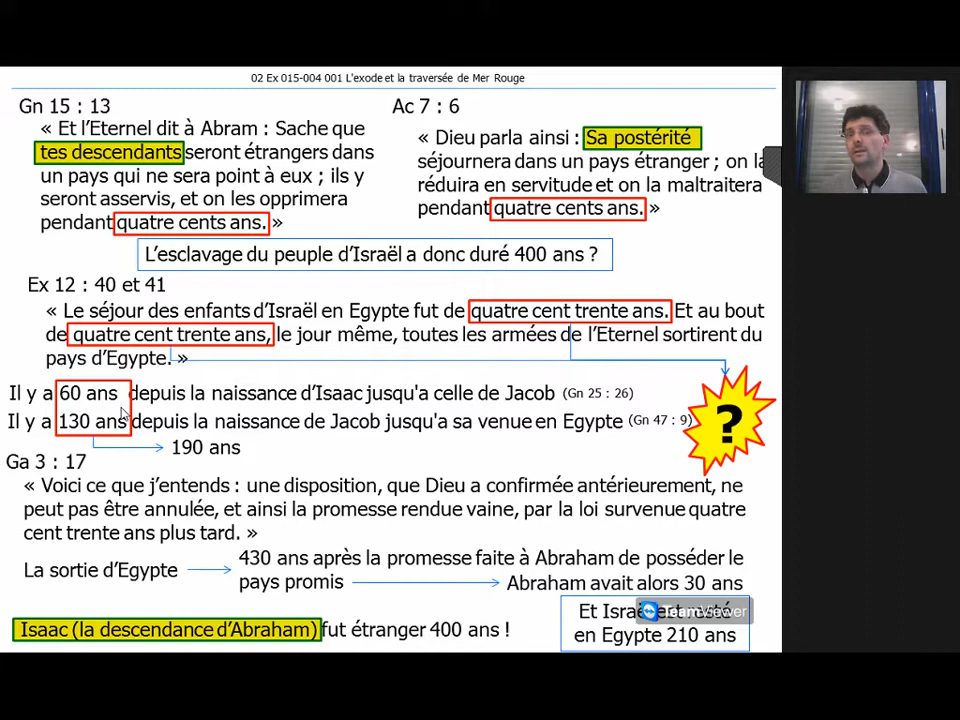 02 Ex 015-004 001 L'exode et la traversée de Mer Rouge
Gn 15 : 13
« Et l'Eternel dit à Abram : Sache que
tes descendants seront étrangers dans
un pays qui ne sera point à eux ; ils y
seront asservis, et on les opprimera
pendant quatre cents ans. »
Ac 7 : 6
« Dieu parla ainsi : Sa postérité
séjournera dans un pays étranger ; on la
réduira en servitude et on la maltraitera
pendant quatre cents ans. »
L'esclavage du peuple d'Israël a donc duré 400 ans ?
Ex 12 : 40 et 41
« Le séjour des enfants d'Israël en Egypte fut de quatre cent trente ans. Et au bout
de quatre cent trente ans, le jour même, toutes les armées de l'Eternel sortirent du
pays d'Egypte. »
Il y a 60 ans depuis la naissance d'Isaac jusqu'a celle de Jacob (Gn 25 : 26)
Il y a 130 ans depuis la naissance de Jacob jusqu'a sa venue en Egypte (Gn 47 : 9)
?
190 ans
Ga 3 : 17
« Voici ce que j'entends : une disposition, que Dieu a confirmée antérieurement, ne
peut pas être annulée, et ainsi la promesse rendue vaine, par la loi survenue quatre
cent trente ans plus tard. »
La sortie d'Egypte
430 ans après la promesse faite à Abraham de posséder le
pays promis
Abraham avait alors 30 ans
Et Israël est resté
en Egypte 210 ans
TeamViewer
Isaac (la descendance d'Abraham) fut étranger 400 ans !